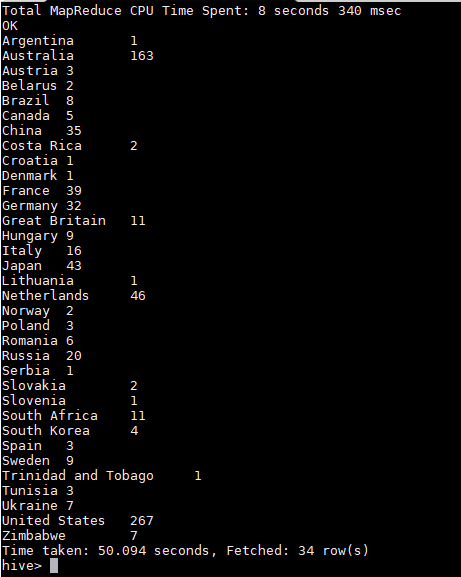 Total MapReduce CPU Time Spent: 8 seconds 340 msec
OK
Argentina 1
Australia 163
Austria 3
Belarus 2
Brazil 8
Canada 5
China 35
Costa Rica 2
Croatia 1
Denmark 1
France 39
Germany 32
Great Britain 11
Hungary 9
Italy 16
Japan 43
Lithuania 1
Netherlands 46
Norway 2
Poland 3
Romania 6
Russia 20
Serbia 1
Slovakia 2
Slovenia 1
South Africa 11
South Korea 4
Spain 3
Sweden 9
Trinidad and Tobago 1
Tunisia 3
Ukraine 7
United States 267
Zimbabwe 7
Time taken: 50.094 seconds, Fetched: 34 row(s)
hive>